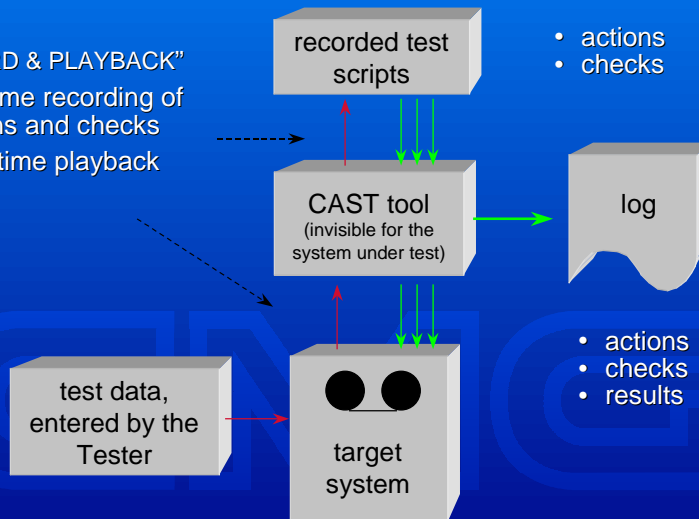 D & PLAYBACK”
me recording of
ns and checks
time playback
recorded test
scripts
• actions
• checks
CAST tool
(invisible for the
system under test)
log
test data,
entered by the
Tester
target
system
• actions
• checks
• results